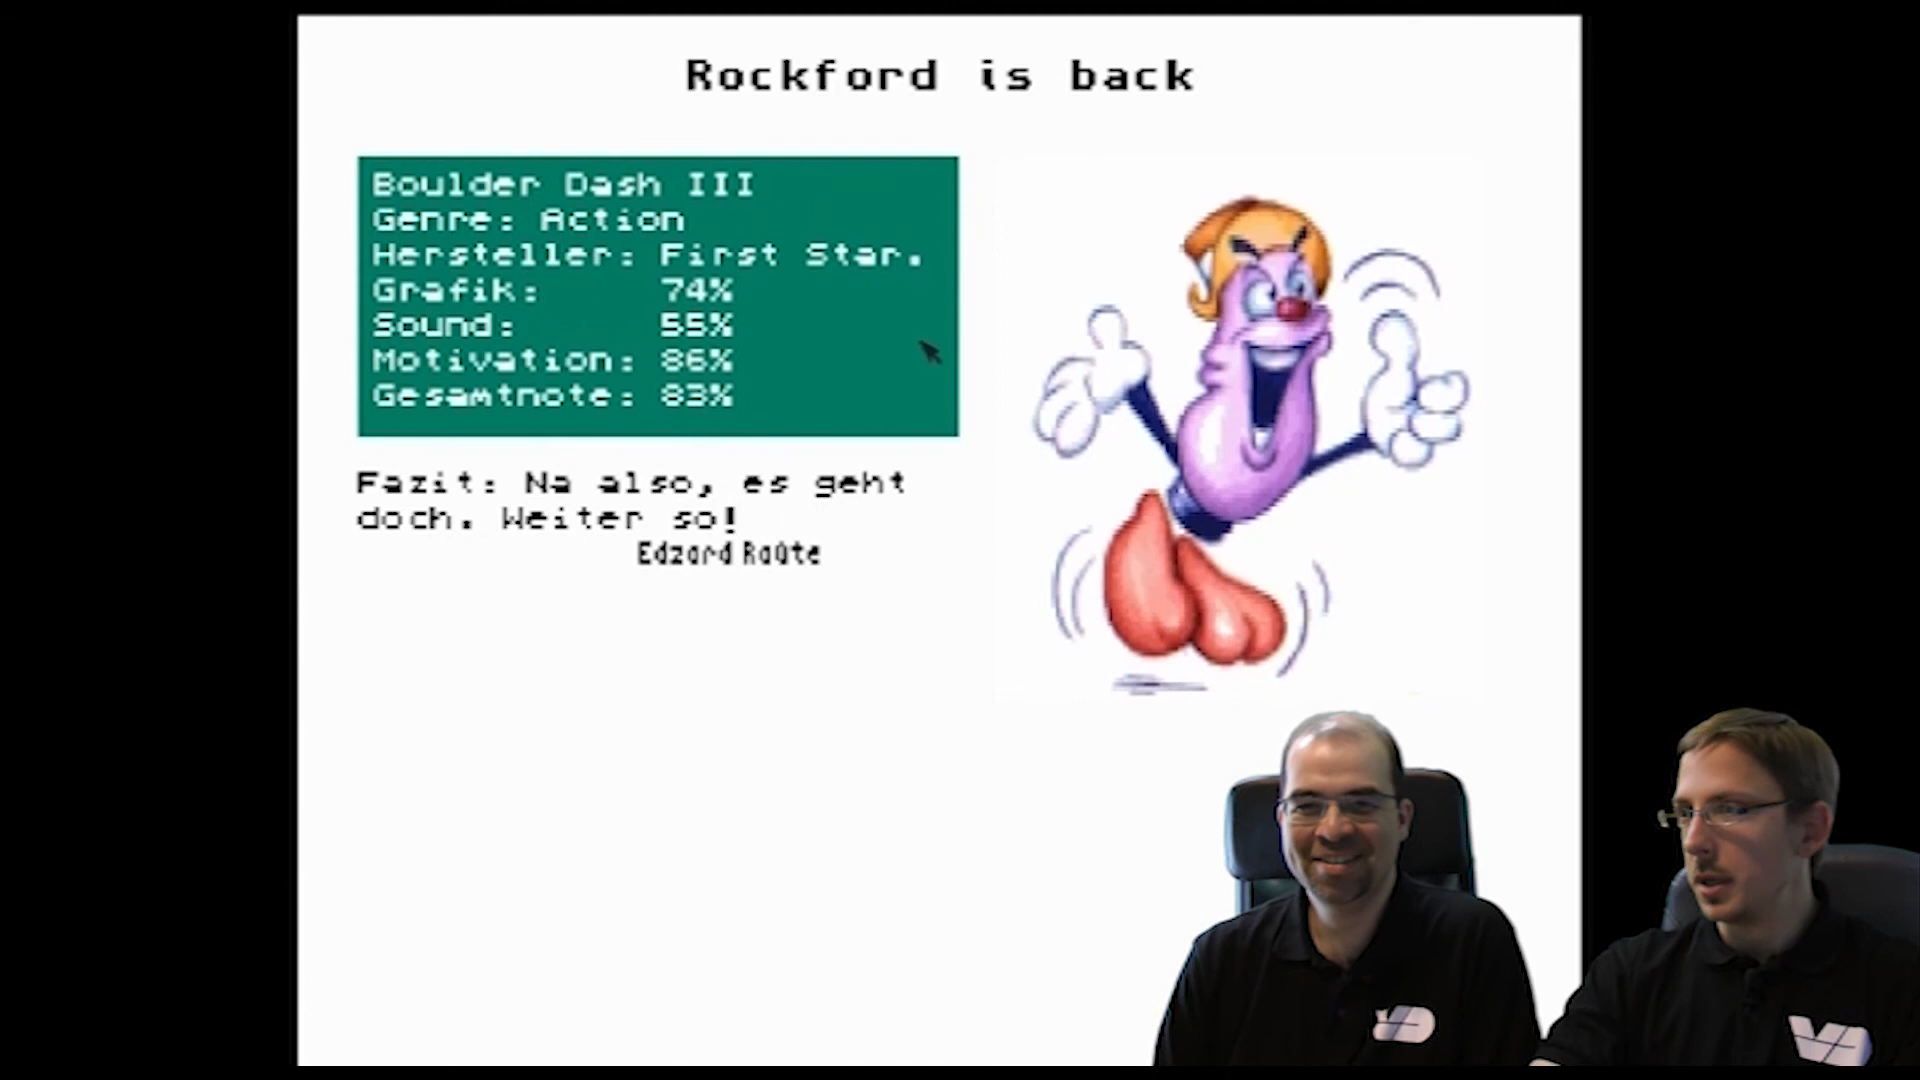 Rockford is back
Boulder Dash III
Genre: Action
Hersteller: First Star.
Grafik: 74%
Sound: 55%
Motivation: 86%
Gesamtnote: 83%
Fazit: Na also, es geht
doch. Weiter so!
Edzard Raûte